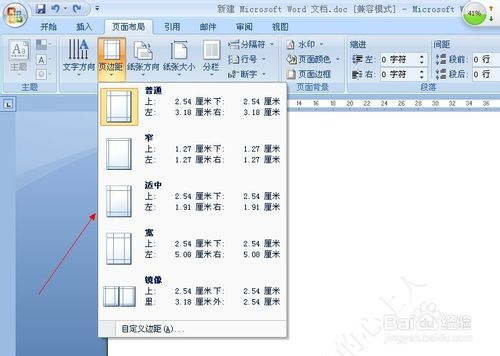 新建 Microsoft Word 文档.doc [兼容模式] - Microsoft W
41%
开始 插入 页面布局 引用 邮件 审阅 视图
主题 文字方向 页边距 纸张方向 纸张大小 分栏 分隔符 行号 断字 水印 页面颜色 页面边框 缩进 左: 0 字符 右: 0 字符 间距 段前: 0 行 段后: 0 行
主题 页面背景 段落
普通
上: 2.54 厘米 下: 2.54 厘米
左: 3.18 厘米 右: 3.18 厘米
窄
上: 1.27 厘米 下: 1.27 厘米
左: 1.27 厘米 右: 1.27 厘米
适中
上: 2.54 厘米 下: 2.54 厘米
左: 1.91 厘米 右: 1.91 厘米
宽
上: 2.54 厘米 下: 2.54 厘米
左: 5.08 厘米 右: 5.08 厘米
镜像
上: 2.54 厘米 下: 2.54 厘米
里: 3.18 厘米 外: 2.54 厘米
自定义边距(A)...
的心上人
Baidu 经验
jingyan.baidu.com